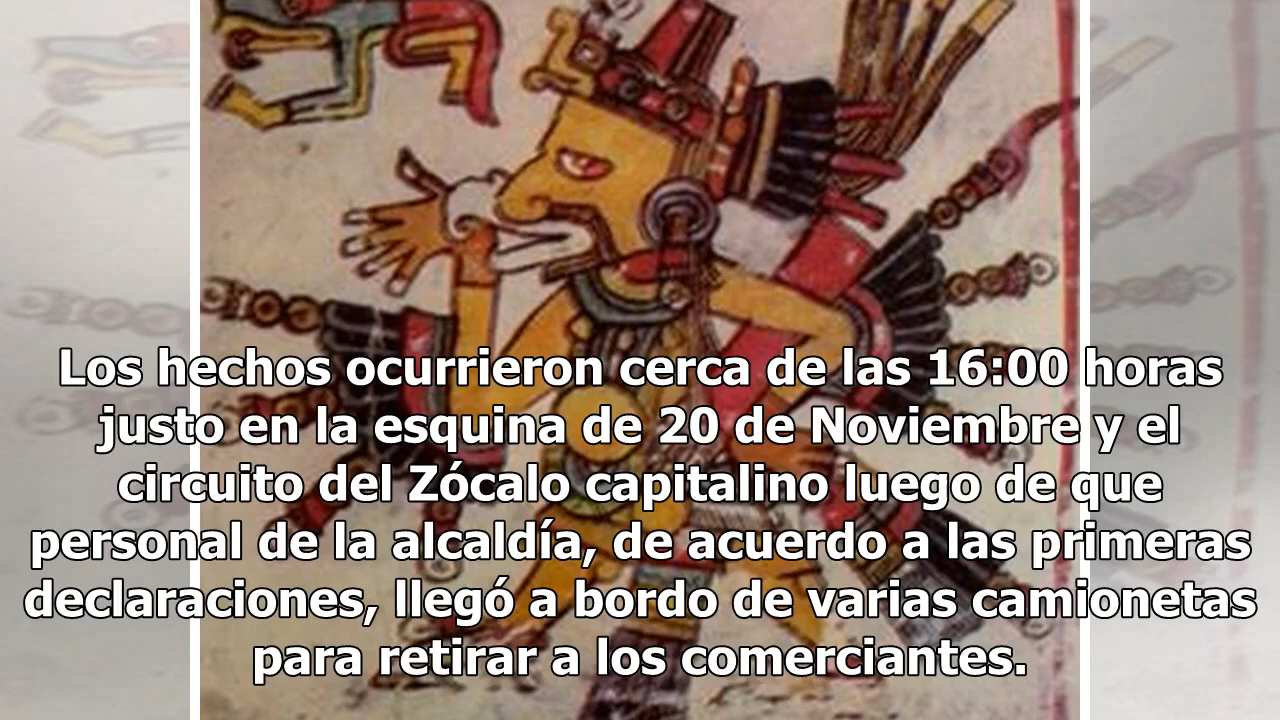 Los hechos ocurrieron cerca de las 16:00 horas
justo en la esquina de 20 de Noviembre y el
circuito del Zócalo capitalino luego de que
personal de la alcaldía, de acuerdo a las primeras
declaraciones, llegó a bordo de varias camionetas
para retirar a los comerciantes.